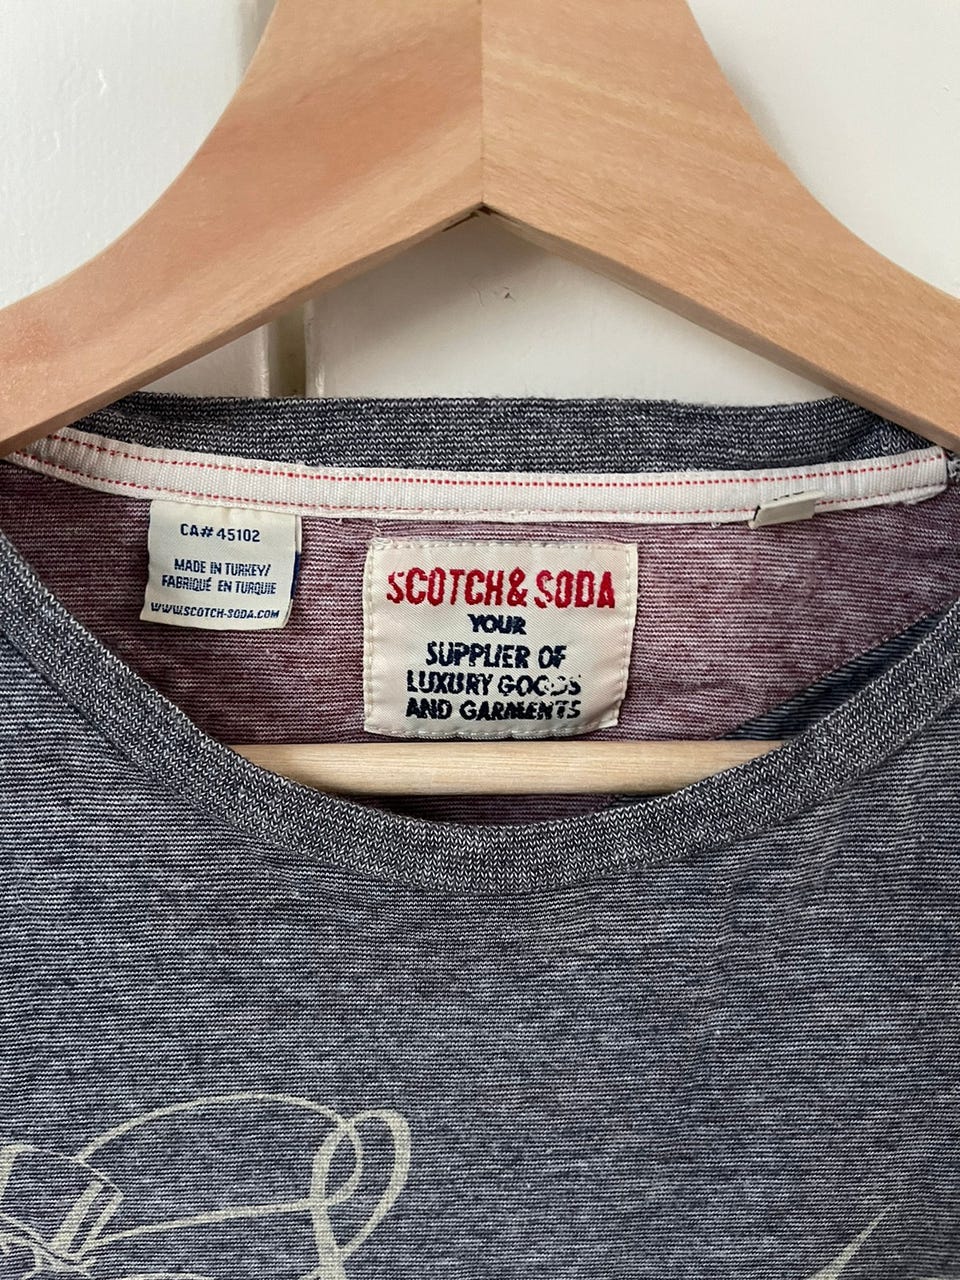 CA# 45102
MADE IN TURKEY/
FABRIQUÉ EN TURQUIE
WWW.SCOTCH-SODA.COM
SCOTCH & SODA
YOUR
SUPPLIER OF
LUXURY GOODS
AND GARMENTS